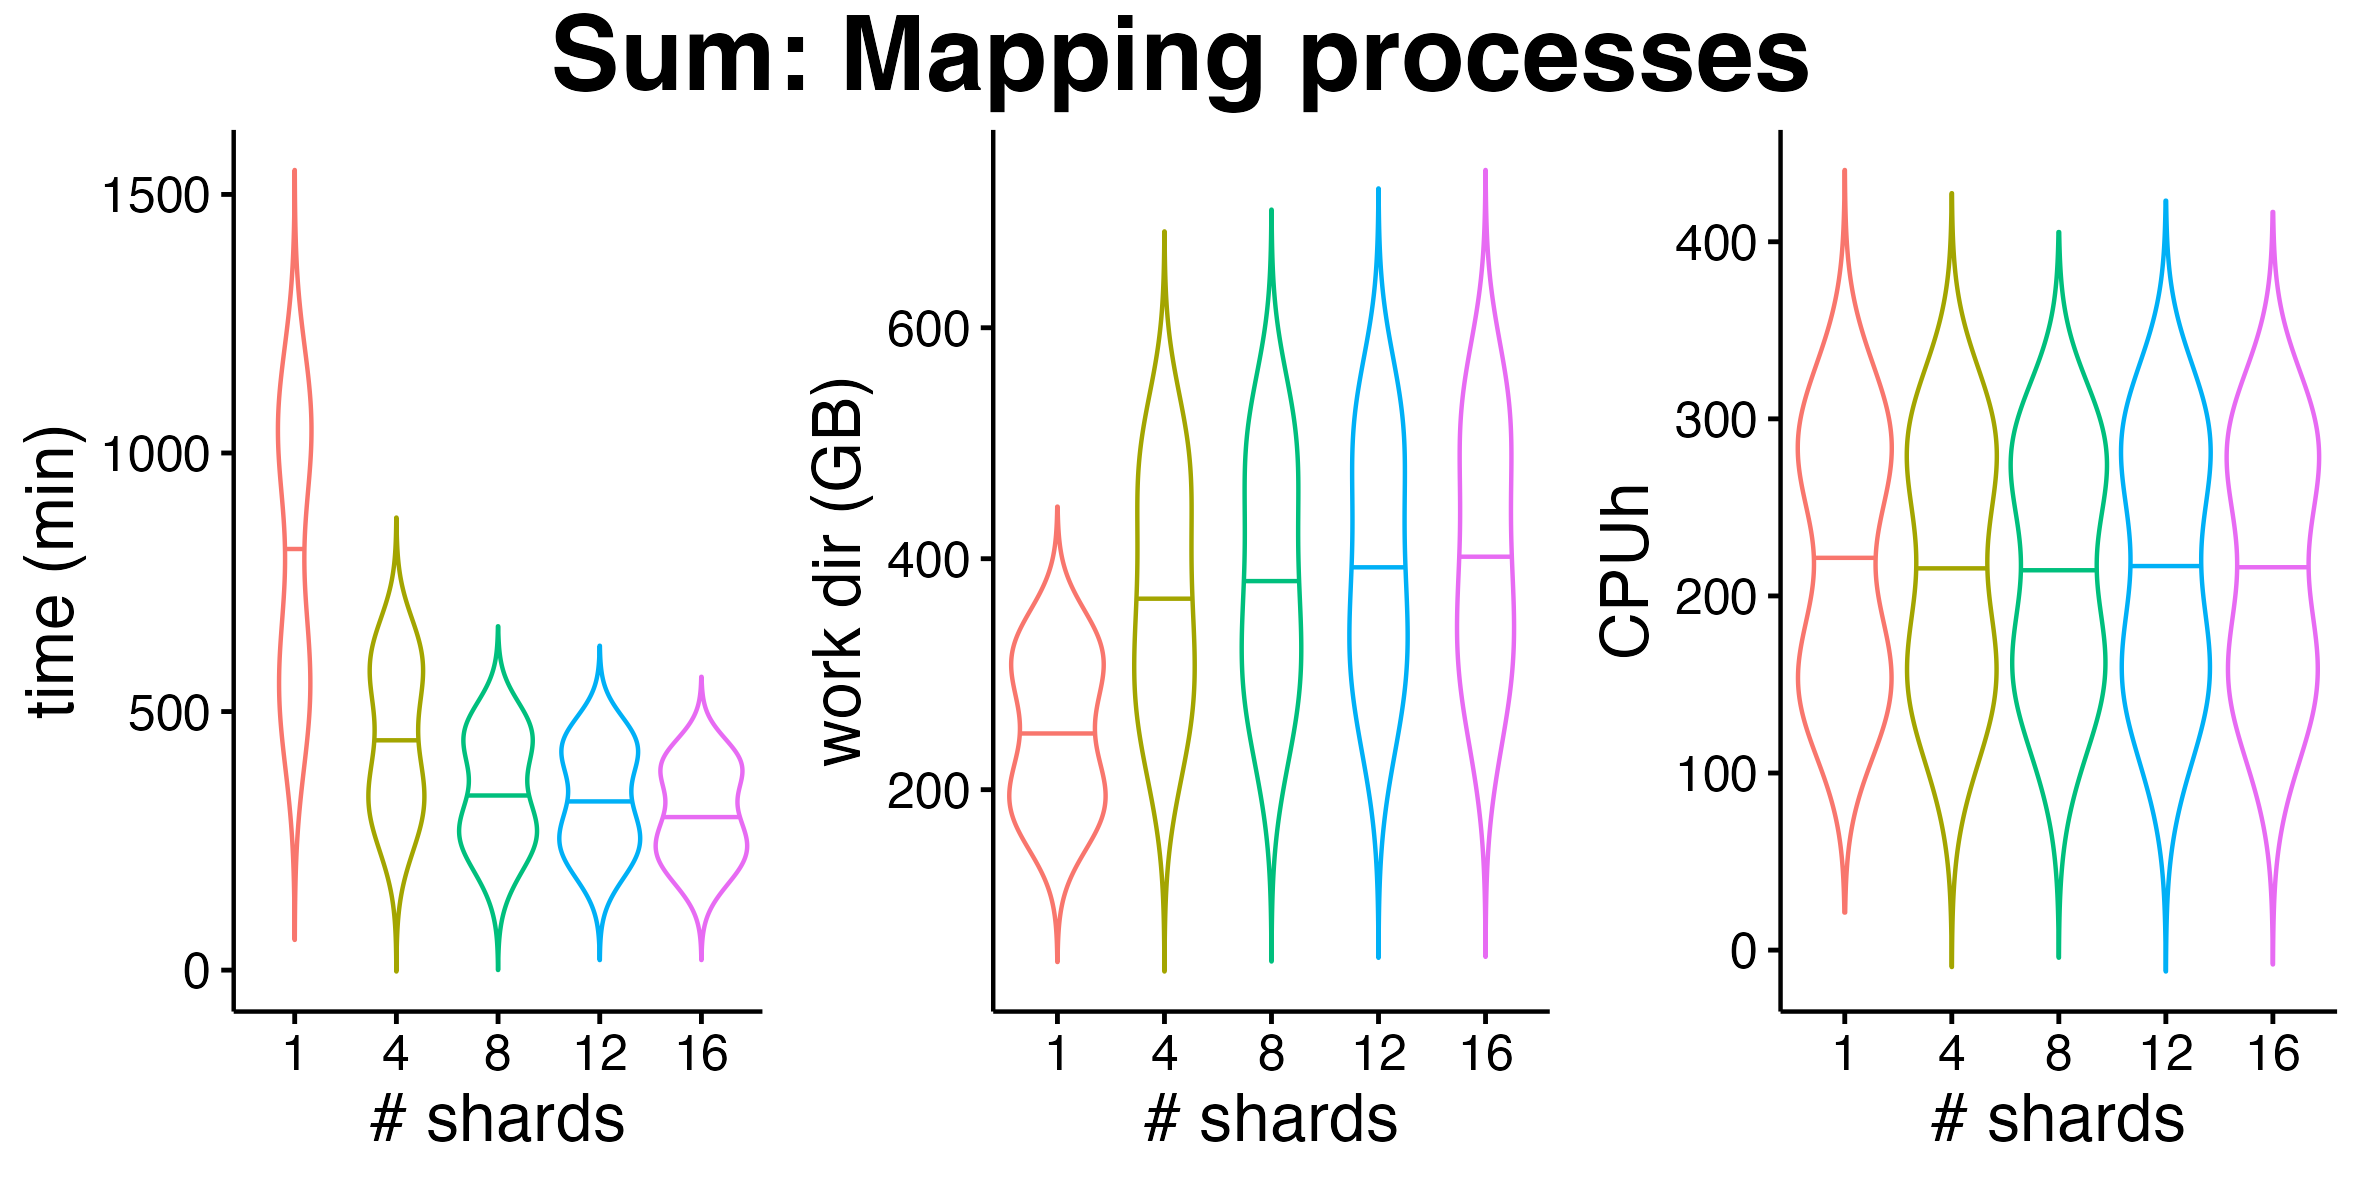 Sum: Mapping processes
time (min)
1500
1000
500
0
1 4 8 12 16
# shards
work dir (GB)
600
400
200
1 4 8 12 16
# shards
CPUh
400
300
200
100
0
1 4 8 12 16
# shards